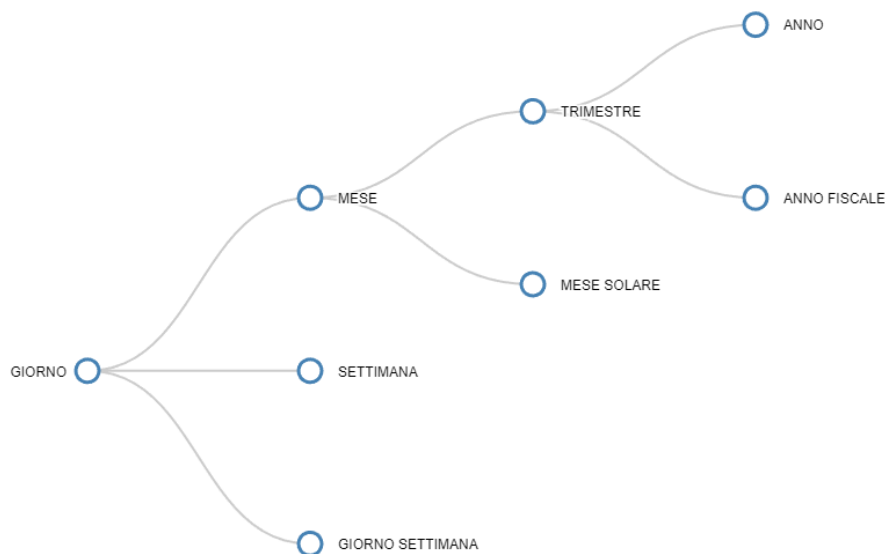 ANNO
TRIMESTRE
MESE
ANNO FISCALE
MESE SOLARE
GIORNO
SETTIMANA
GIORNO SETTIMANA